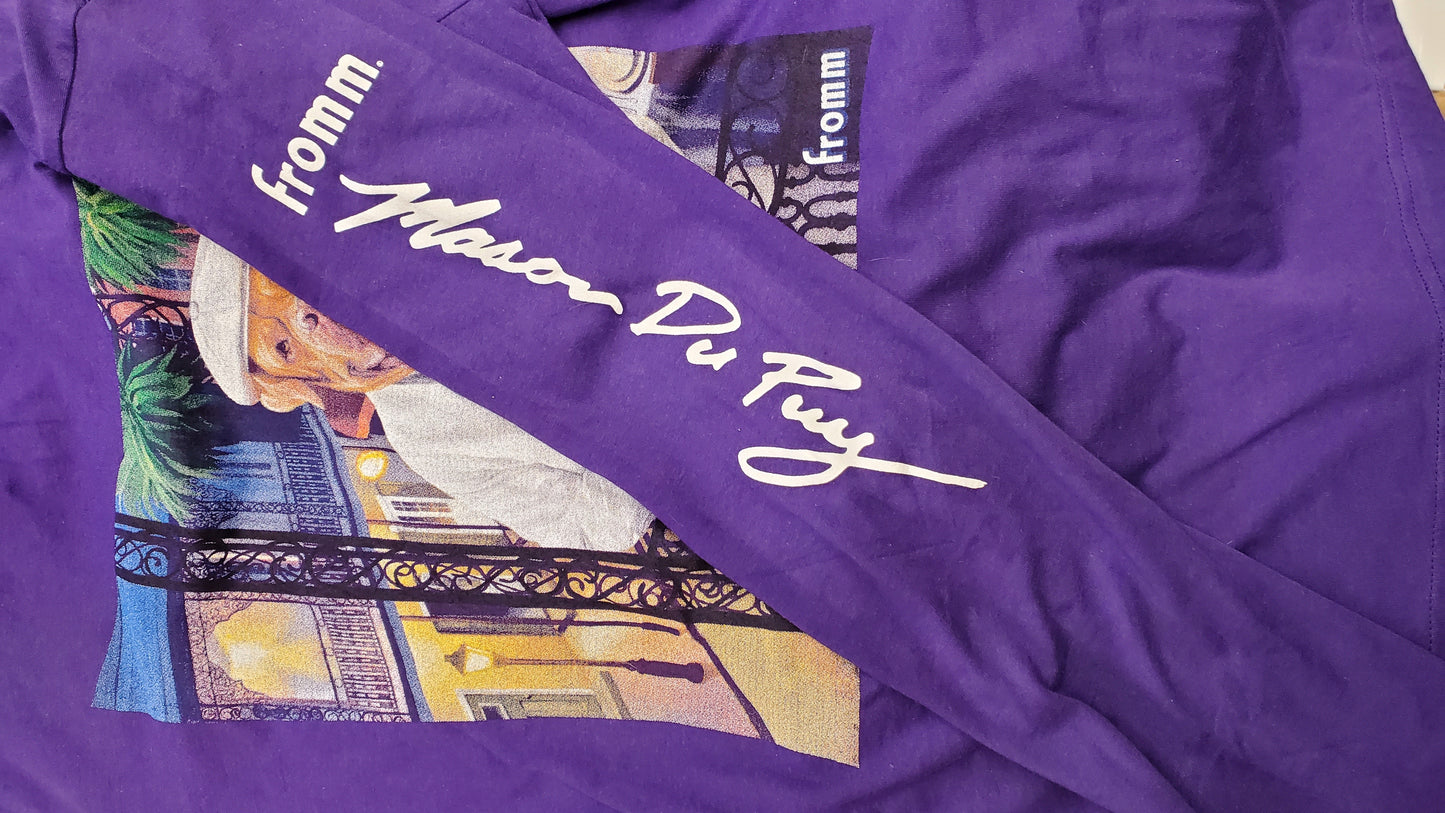 fromm.
Mason Du Puy
fromm